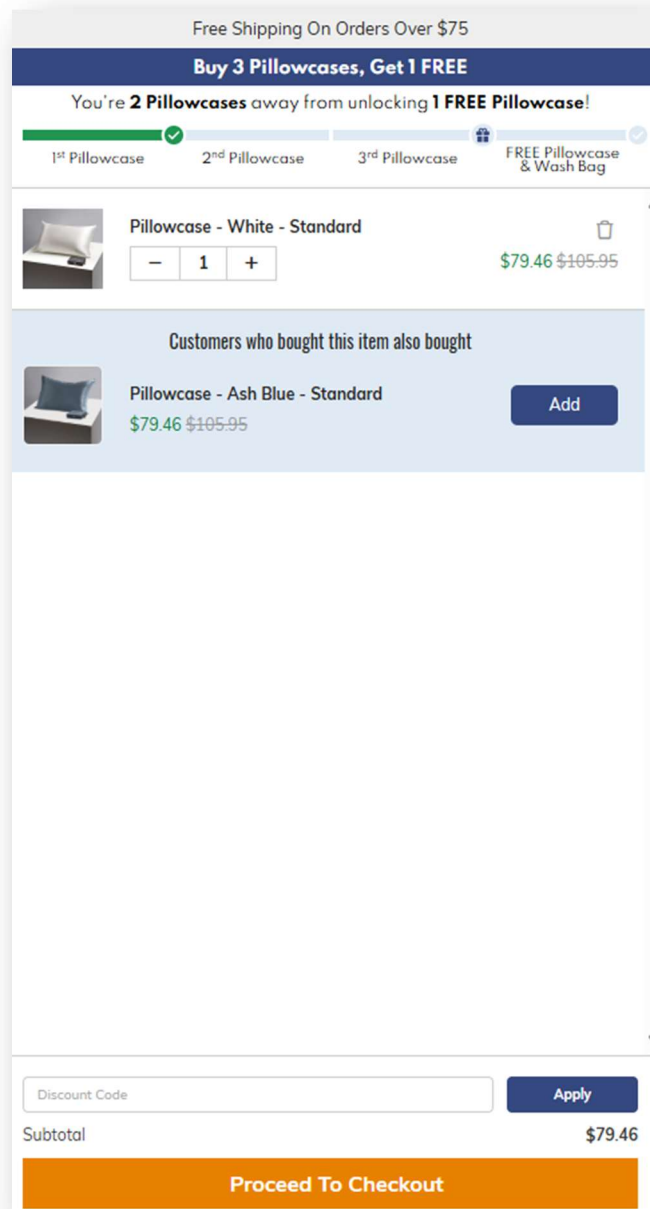 Free Shipping On Orders Over $75
Buy 3 Pillowcases, Get 1 FREE
You're 2 Pillowcases away from unlocking 1 FREE Pillowcase!
1st Pillowcase
2nd Pillowcase
3rd Pillowcase
FREE Pillowcase
& Wash Bag
Pillowcase - White - Standard
− 1 +
$79.46 $105.95
Customers who bought this item also bought
Pillowcase - Ash Blue - Standard
$79.46 $105.95
Add
Discount Code
Apply
Subtotal
$79.46
Proceed To Checkout